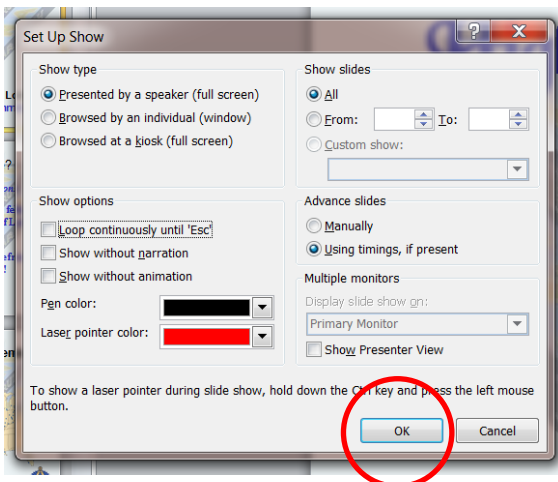 Set Up Show
Show type
Presented by a speaker (full screen)
Browsed by an individual (window)
Browsed at a kiosk (full screen)
Show slides
All
From: To:
Custom show:
Show options
Loop continuously until 'Esc'
Show without narration
Show without animation
Pen color:
Laser pointer color:
Advance slides
Manually
Using timings, if present
Multiple monitors
Display slide show on:
Primary Monitor
Show Presenter View
To show a laser pointer during slide show, hold down the Ctrl key and press the left mouse
button.
OK Cancel